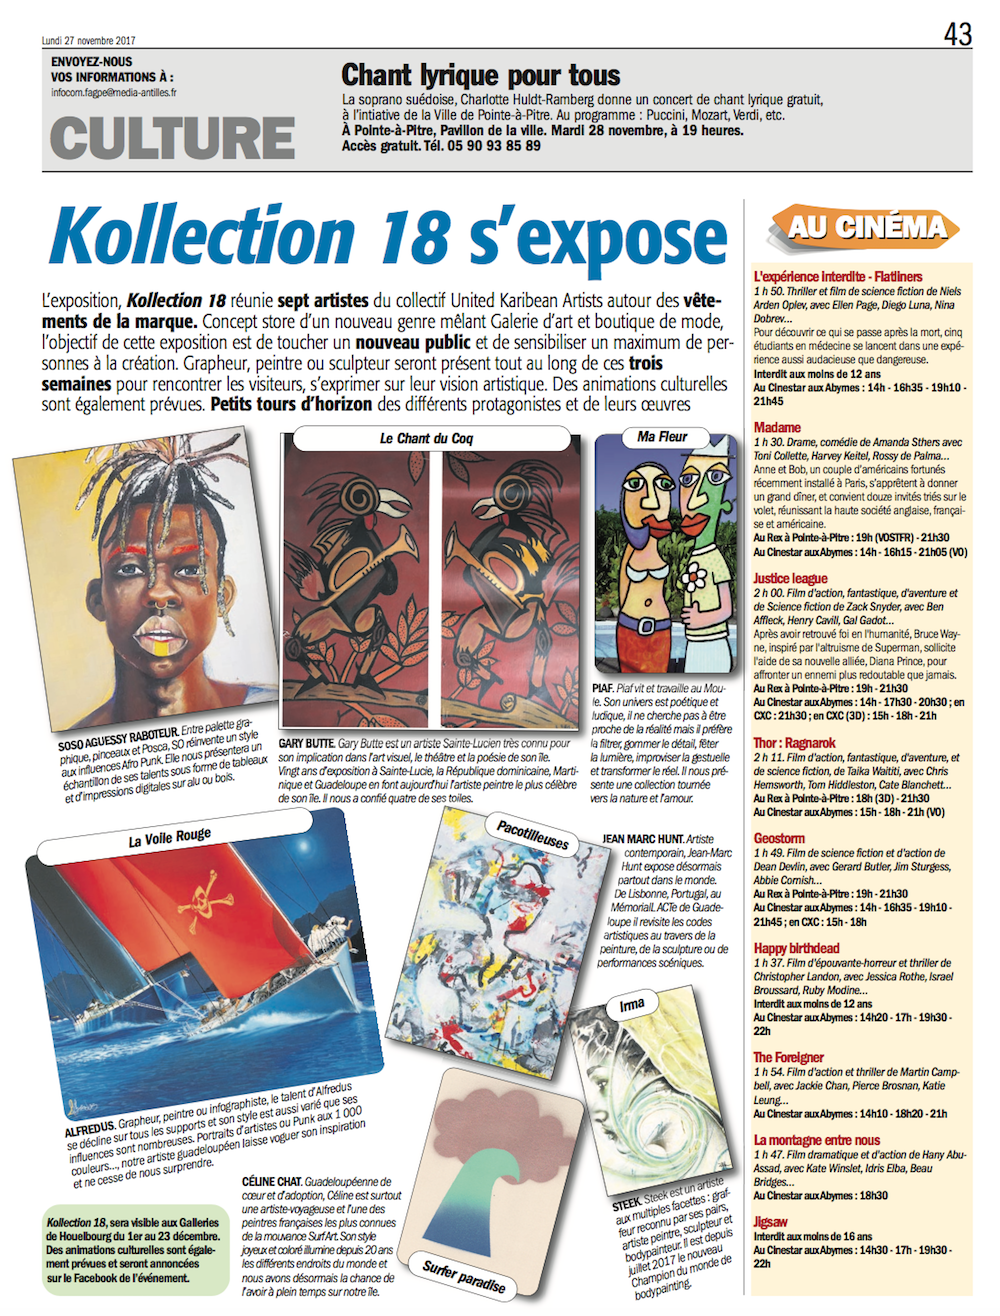 Lundi 27 novembre 2017
43
ENVOYEZ-NOUS
VOS INFORMATIONS À :
infocom.fagpe@media-antilles.fr
CULTURE
Chant lyrique pour tous
La soprano suédoise, Charlotte Huldt-Ramberg donne un concert de chant lyrique gratuit,
à l'intiative de la Ville de Pointe-à-Pitre. Au programme : Puccini, Mozart, Verdi, etc.
À Pointe-à-Pitre, Pavillon de la ville. Mardi 28 novembre, à 19 heures.
Accès gratuit. Tél. 05 90 93 85 89
Kollection 18 s'expose
L'exposition, Kollection 18 réunie sept artistes du collectif United Karibean Artists autour des vête-
ments de la marque. Concept store d'un nouveau genre mêlant Galerie d'art et boutique de mode,
l'objectif de cette exposition est de toucher un nouveau public et de sensibiliser un maximum de per-
sonnes à la création. Grapheur, peintre ou sculpteur seront présent tout au long de ces trois
semaines pour rencontrer les visiteurs, s'exprimer sur leur vision artistique. Des animations culturelles
sont également prévues. Petits tours d'horizon des différents protagonistes et de leurs œuvres
SOSO AGUESSY RABOTEUR. Entre palette gra-
phique, pinceaux et Posca, SO réinvente un style
aux influences Afro Punk. Elle nous présentera un
échantillon de ses talents sous forme de tableaux
et d'impressions digitales sur alu ou bois.
Le Chant du Coq
GARY BUTTE. Gary Butte est un artiste Sainte-Lucien très connu pour
son implication dans l'art visuel, le théâtre et la poésie de son île.
Vingt ans d'exposition à Sainte-Lucie, la République dominicaine, Marti-
nique et Guadeloupe en font aujourd'hui l'artiste peintre le plus célèbre
de son île. Il nous a confié quatre de ses toiles.
Ma Fleur
PIAF. Piaf vit et travaille au Mou-
le. Son univers est poétique et
ludique, il ne cherche pas à être
proche de la réalité mais il préfère
la filtrer, gommer le détail, fêter
la lumière, improviser la gestuelle
et transformer le réel. Il nous pré-
sente une collection tournée
vers la nature et l'amour.
La Voile Rouge
ALFREDUS. Grapheur, peintre ou infographiste, le talent d'Alfredus
se décline sur tous les supports et son style est aussi varié que ses
influences sont nombreuses. Portraits d'artistes ou Punk aux 1 000
couleurs..., notre artiste guadeloupéen laisse voguer son inspiration
et ne cesse de nous surprendre.
Pacotilleuses
JEAN MARC HUNT. Artiste
contemporain, Jean-Marc
Hunt expose désormais
partout dans le monde.
De Lisbonne, Portugal, au
MémorialL ACTe de Guade-
loupe il revisite les codes
artistiques au travers de la
peinture, de la sculpture ou de
performances scéniques.
Irma
STEEK. Steek est un artiste
aux multiples facettes : graf-
feur reconnu par ses pairs,
artiste peintre, sculpteur et
bodypainteur. Il est depuis
juillet 2017 le nouveau
Champion du monde de
bodypainting.
Surfer paradise
CÉLINE CHAT. Guadeloupéenne de
cœur et d'adoption, Céline est surtout
une artiste-voyageuse et l'une des
peintres françaises les plus connues
de la mouvance Surf Art. Son style
joyeux et coloré illumine depuis 20 ans
les différents endroits du monde et
nous avons désormais la chance de
l'avoir à plein temps sur notre île.
Kollection 18, sera visible aux Galleries
de Houelbourg du 1er au 23 décembre.
Des animations culturelles sont égale-
ment prévues et seront annoncées
sur le Facebook de l'événement.
AU CINÉMA
L'expérience interdite - Flatliners
1 h 50. Thriller et film de science fiction de Niels
Arden Oplev, avec Ellen Page, Diego Luna, Nina
Dobrev...
Pour découvrir ce qui se passe après la mort, cinq
étudiants en médecine se lancent dans une expé-
rience aussi audacieuse que dangereuse.
Interdit aux moins de 12 ans
Au Cinestar aux Abymes : 14h - 16h35 - 19h10 -
21h45
Madame
1 h 30. Drame, comédie de Amanda Sthers avec
Toni Collette, Harvey Keitel, Rossy de Palma...
Anne et Bob, un couple d'américains fortunés
récemment installé à Paris, s'apprêtent à donner
un grand dîner, et convient douze invités triés sur le
volet, réunissant la haute société anglaise, françai-
se et américaine.
Au Rex à Pointe-à-Pitre : 19h (VOSTFR) - 21h30
Au Cinestar aux Abymes : 14h - 16h15 - 21h05 (VO)
Justice league
2 h 00. Film d'action, fantastique, d'aventure et
de Science fiction de Zack Snyder, avec Ben
Affleck, Henry Cavill, Gal Gadot...
Après avoir retrouvé foi en l'humanité, Bruce Way-
ne, inspiré par l'altruisme de Superman, sollicite
l'aide de sa nouvelle alliée, Diana Prince, pour
affronter un ennemi plus redoutable que jamais.
Au Rex à Pointe-à-Pitre : 19h - 21h30
Au Cinestar aux Abymes : 14h - 17h30 - 20h30 ; en
CXC : 21h30 ; en CXC (3D) : 15h - 18h - 21h
Thor : Ragnarok
2 h 11. Film d'action, fantastique, d'aventure, et
de science fiction, de Taika Waititi, avec Chris
Hemsworth, Tom Hiddleston, Cate Blanchett...
Au Rex à Pointe-à-Pitre : 18h (3D) - 21h30
Au Cinestar aux Abymes : 15h - 18h - 21h (VO)
Geostorm
1 h 49. Film de science fiction et d'action de
Dean Devlin, avec Gerard Butler, Jim Sturgess,
Abbie Cornish...
Au Rex à Pointe-à-Pitre : 19h - 21h30
Au Cinestar aux Abymes : 14h - 16h35 - 19h10 -
21h45 ; en CXC : 15h - 18h
Happy birthdead
1 h 37. Film d'épouvante-horreur et thriller de
Christopher Landon, avec Jessica Rothe, Israel
Broussard, Ruby Modine...
Interdit aux moins de 12 ans
Au Cinestar aux Abymes : 14h20 - 17h - 19h30 -
22h
The Foreigner
1 h 54. Film d'action et thriller de Martin Camp-
bell, avec Jackie Chan, Pierce Brosnan, Katie
Leung...
Au Cinestar aux Abymes : 14h10 - 18h20 - 21h
La montagne entre nous
1 h 47. Film dramatique et d'action de Hany Abu-
Assad, avec Kate Winslet, Idris Elba, Beau
Bridges...
Au Cinestar aux Abymes : 18h30
Jigsaw
Interdit aux moins de 16 ans
Au Cinestar aux Abymes : 14h30 - 17h - 19h30 -
22h